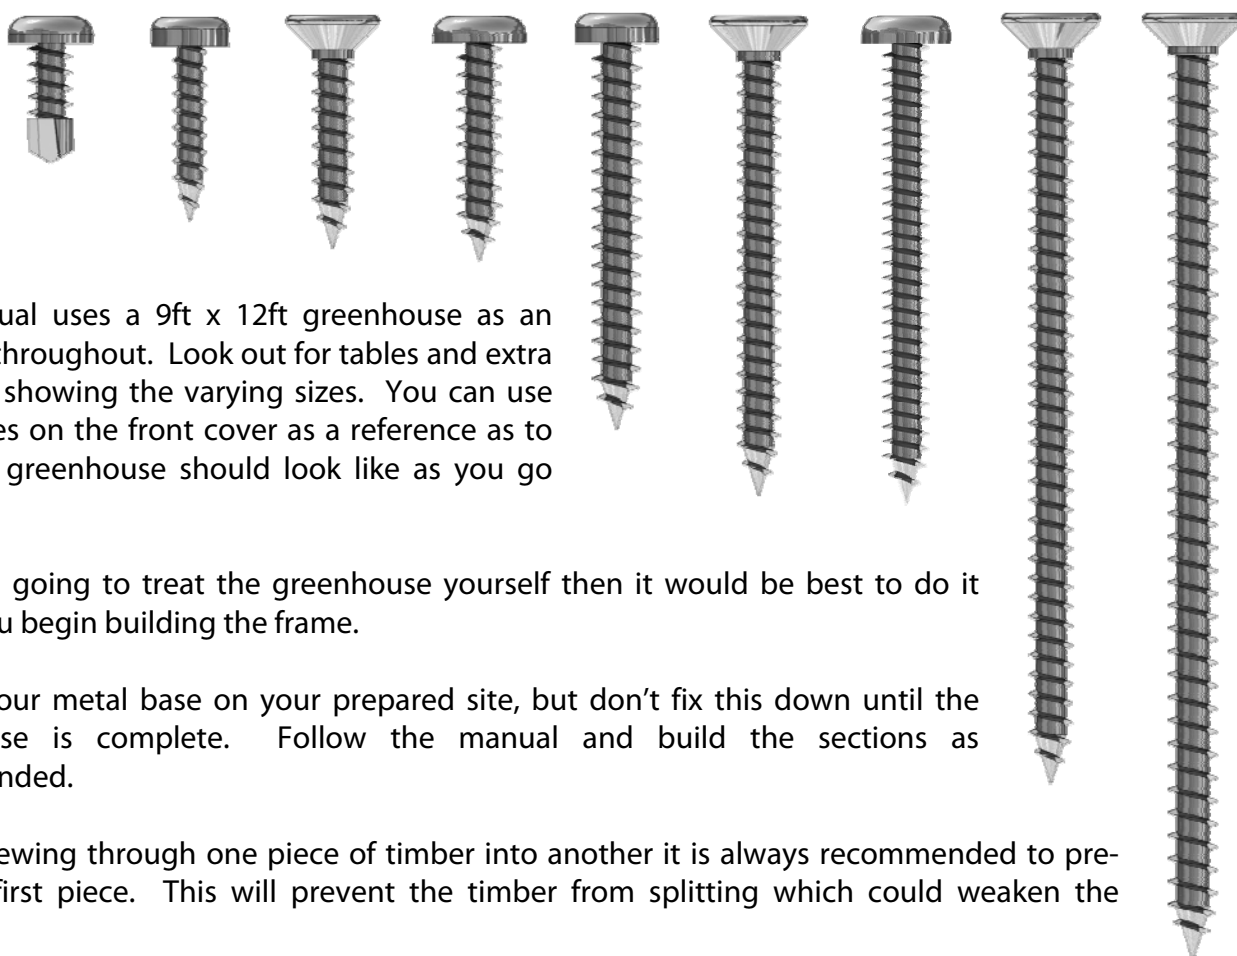 ual uses a 9ft x 12ft greenhouse as an
throughout. Look out for tables and extra
showing the varying sizes. You can use
es on the front cover as a reference as to
greenhouse should look like as you go
going to treat the greenhouse yourself then it would be best to do it
u begin building the frame.
our metal base on your prepared site, but don’t fix this down until the
se is complete. Follow the manual and build the sections as
nded.
ewing through one piece of timber into another it is always recommended to pre-
first piece. This will prevent the timber from splitting which could weaken the